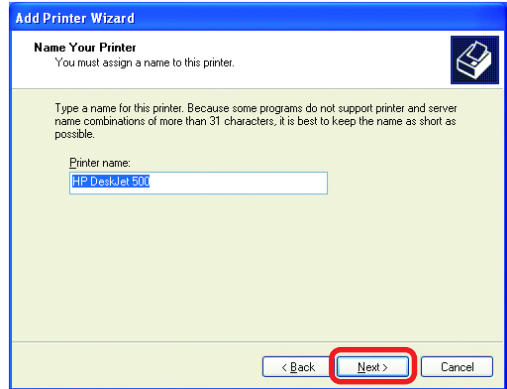 Add Printer Wizard
Name Your Printer
You must assign a name to this printer.
Type a name for this printer. Because some programs do not support printer and server
name combinations of more than 31 characters, it is best to keep the name as short as
possible.
Printer name:
HP DeskJet 500
< Back
Next >
Cancel